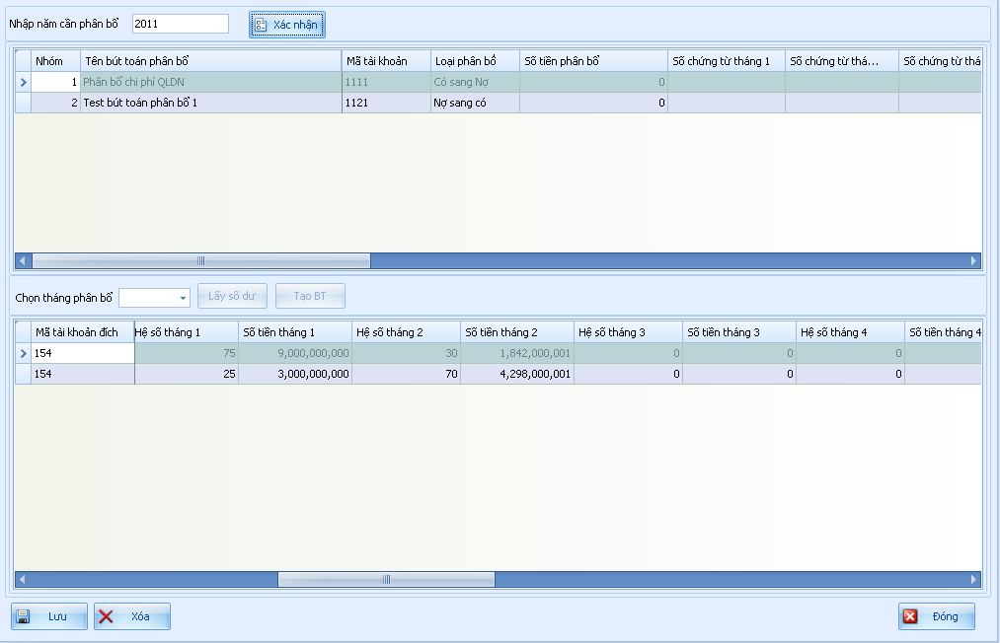 Nhập năm cần phân bổ 2011 Xác nhận
Nhóm Tên bút toán phân bổ Mã tài khoản Loại phân bổ Số tiền phân bổ Số chứng từ tháng 1 Số chứng từ thá... Số chứng từ thá
1 Phân bổ chi phí QLDN 1111 Có sang Nợ 0
2 Test bút toán phân bổ 1 1121 Nợ sang có 0
Chọn tháng phân bổ Lấy số dư Tạo BT
Mã tài khoản đích Hệ số tháng 1 Số tiền tháng 1 Hệ số tháng 2 Số tiền tháng 2 Hệ số tháng 3 Số tiền tháng 3 Hệ số tháng 4 Số tiền tháng 4
154 75 9,000,000,000 30 1,842,000,001 0 0 0
154 25 3,000,000,000 70 4,298,000,001 0 0 0
Lưu Xóa Đóng